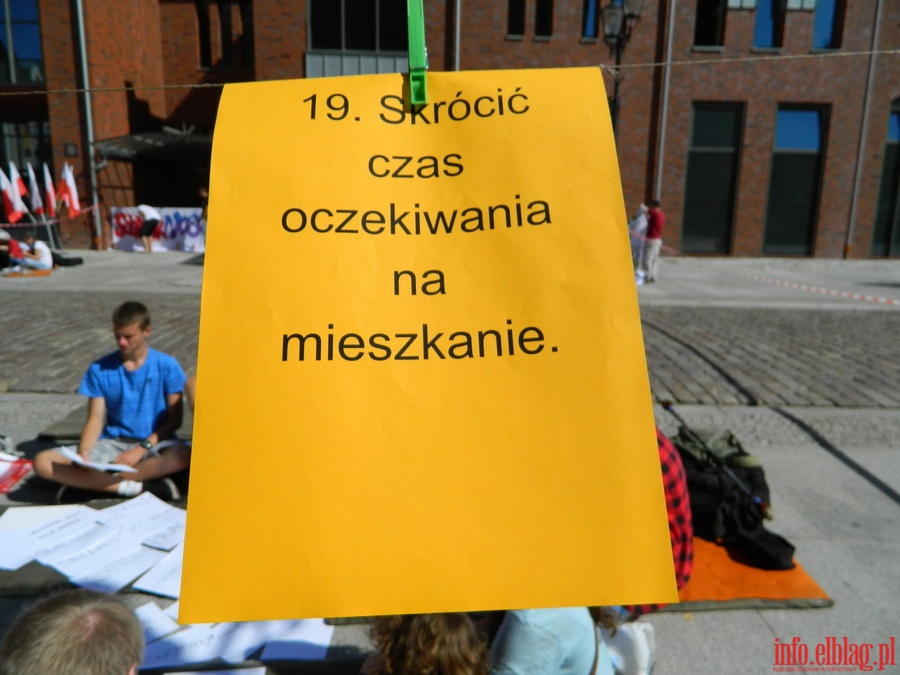 19. Skrócić
czas
oczekiwania
na
mieszkanie.
info.elblag.pl